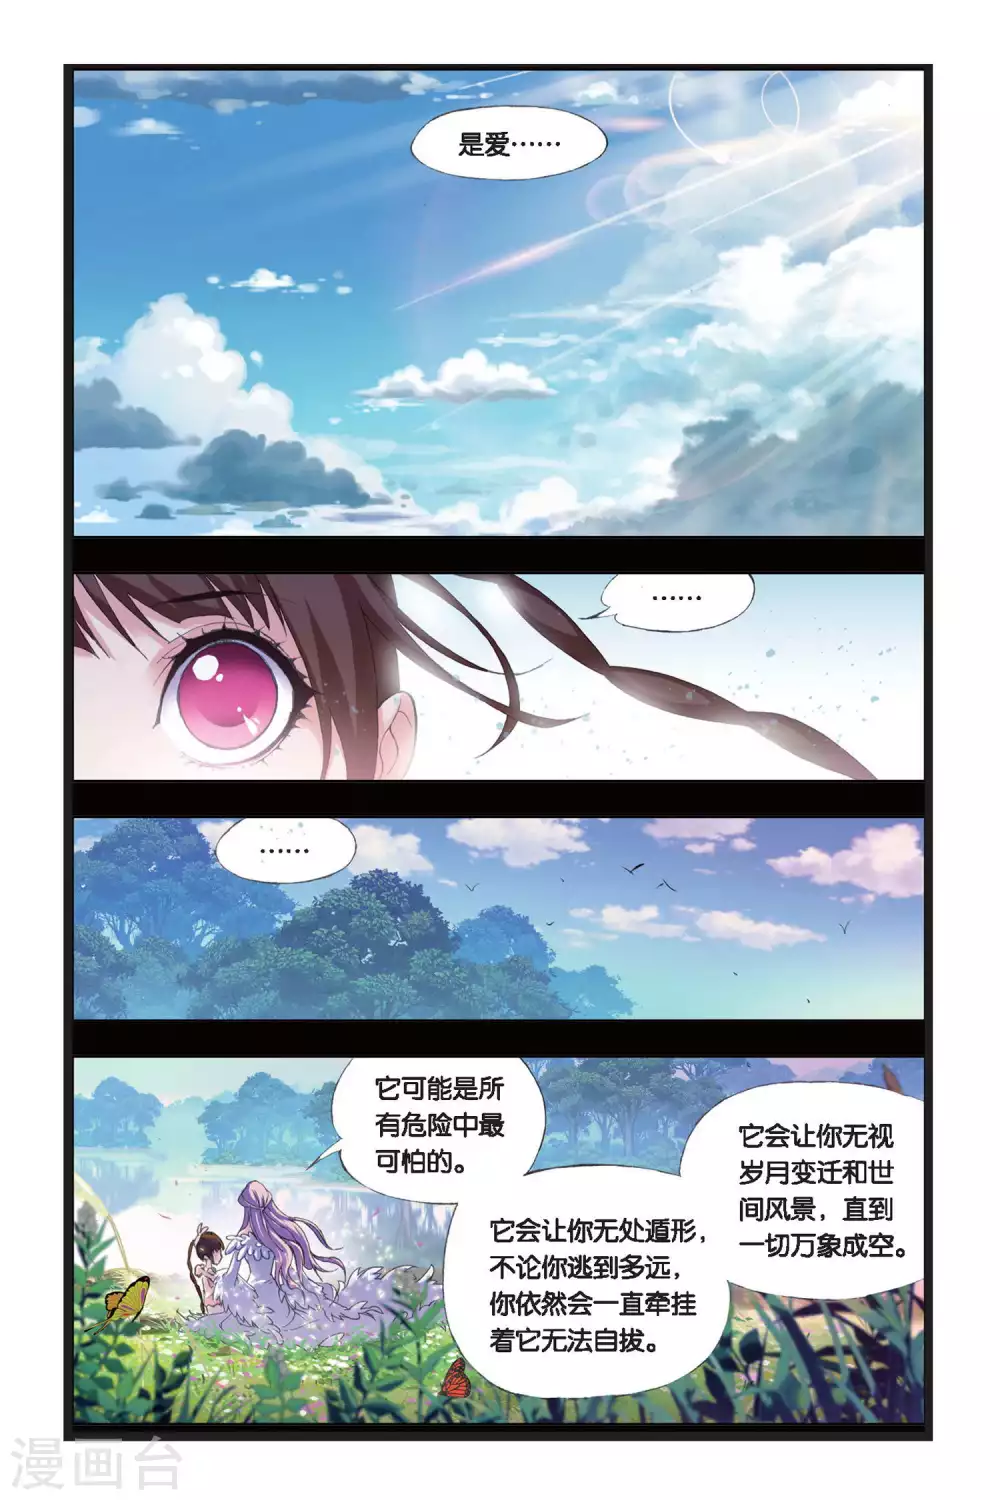 是爱……
……
……
它可能是所
有危险中最
可怕的。
它会让你无处遁形，
不论你逃到多远，
你依然会一直牵挂
着它无法自拔。
它会让你无视
岁月变迁和世
间风景，直到
一切万象成空。
漫画台